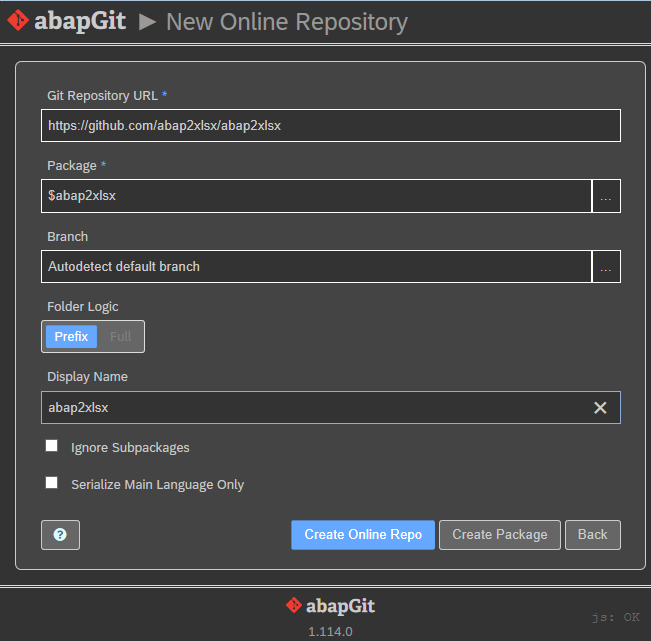 abapGit ▶ New Online Repository
Git Repository URL *
https://github.com/abap2xlsx/abap2xlsx
Package *
$abap2xlsx
...
Branch
Autodetect default branch
...
Folder Logic
Prefix Full
Display Name
abap2xlsx
Ignore Subpackages
Serialize Main Language Only
? Create Online Repo Create Package Back
abapGit
1.114.0
js: OK